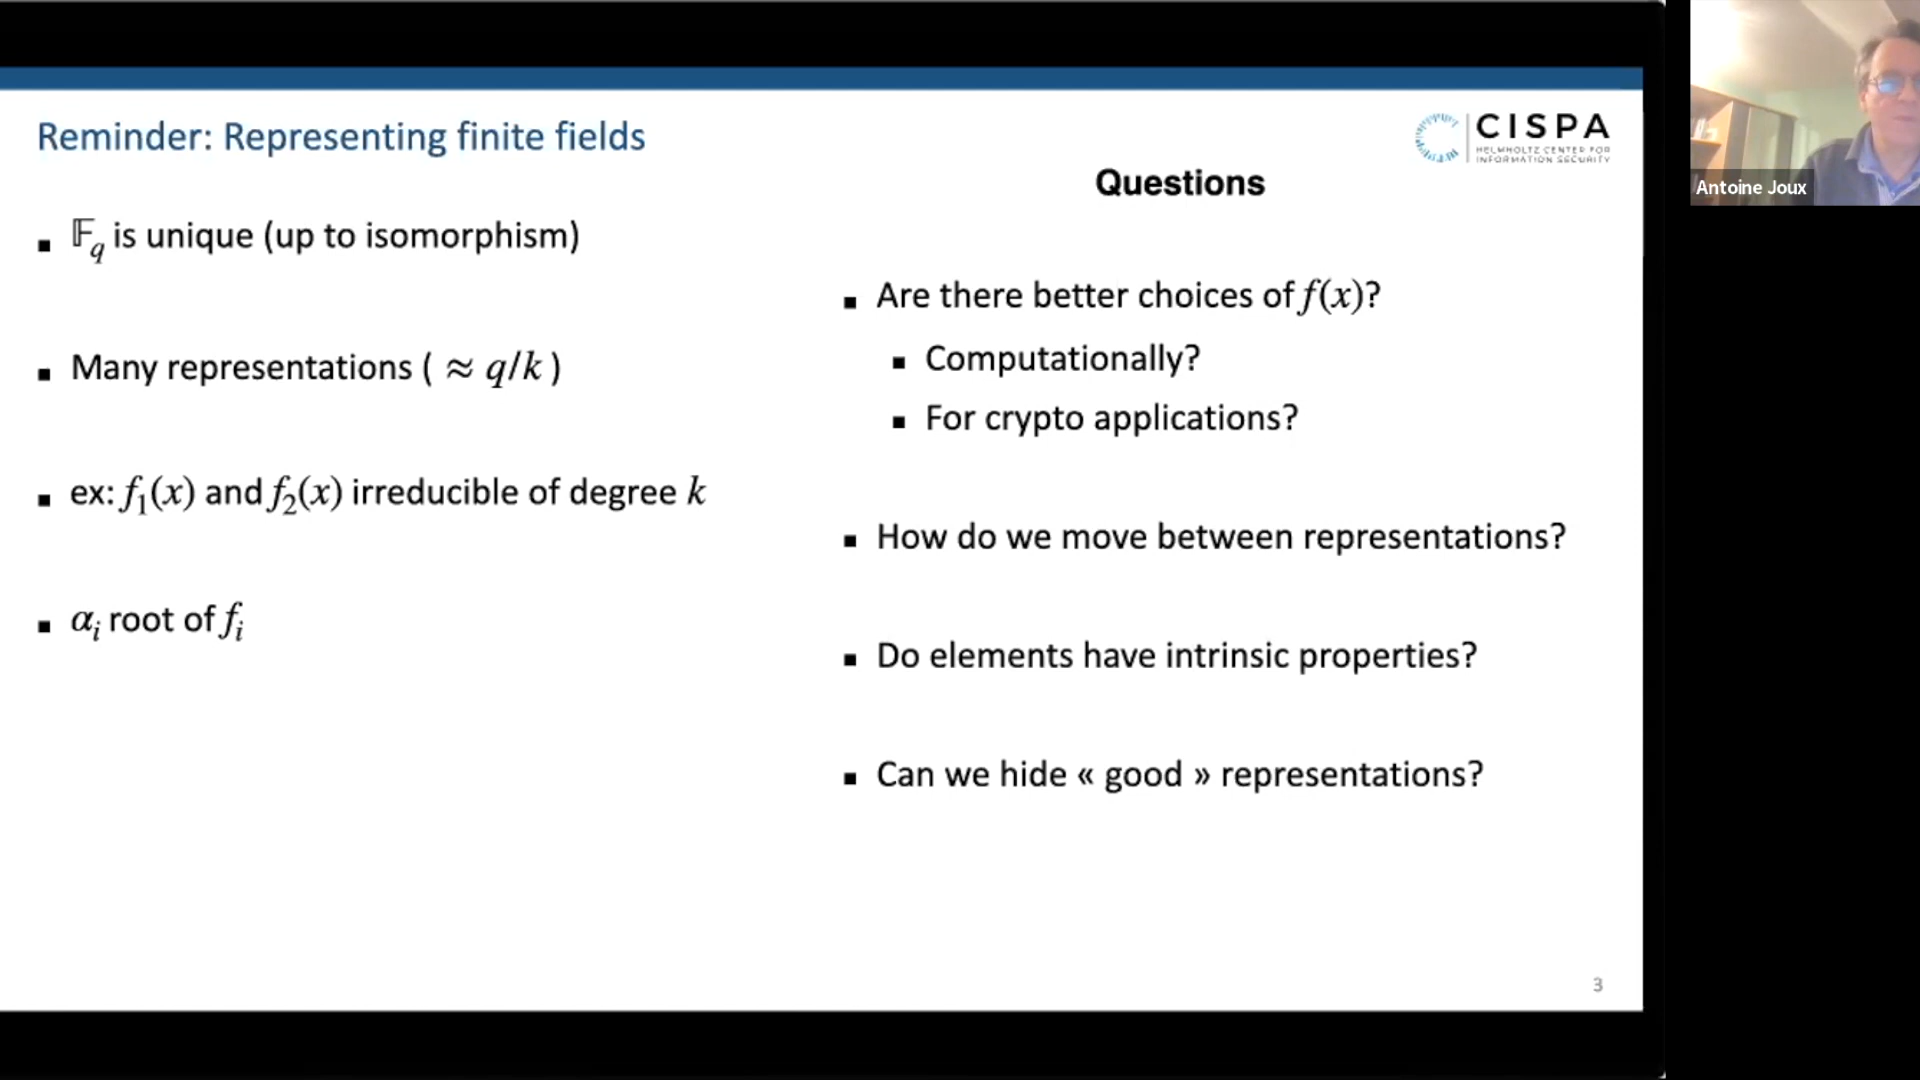 Reminder: Representing finite fields
CISPA
HELMHOLTZ CENTER FOR
INFORMATION SECURITY
Antoine Joux
▪ 𝔽q is unique (up to isomorphism)
▪ Many representations ( ≈ q/k )
▪ ex: f1(x) and f2(x) irreducible of degree k
▪ αi root of fi
Questions
▪ Are there better choices of f(x)?
▪ Computationally?
▪ For crypto applications?
▪ How do we move between representations?
▪ Do elements have intrinsic properties?
▪ Can we hide « good » representations?
3